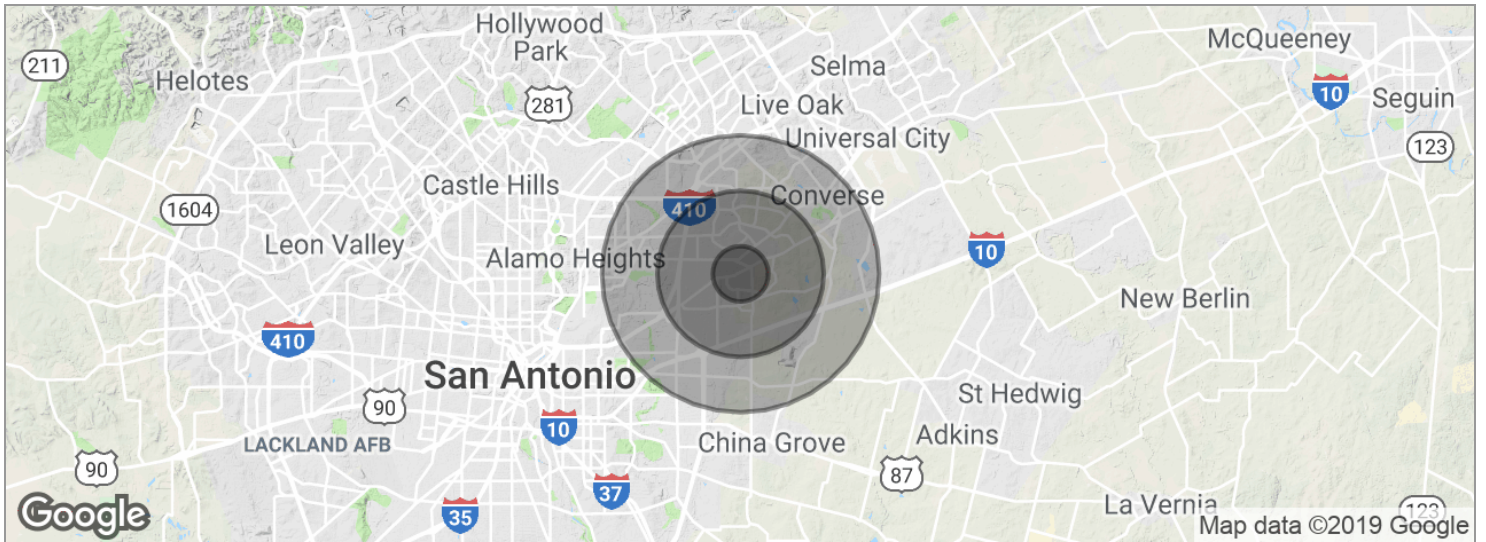 Hollywood
Park
McQueeney
211
Helotes
Selma
10
Seguin
281
Live Oak
Universal City
123
Castle Hills
410
Converse
1604
Leon Valley
Alamo Heights
10
New Berlin
410
San Antonio
St Hedwig
90
10
LACKLAND AFB
China Grove
Adkins
90
87
37
35
La Vernia
123
Google
Map data ©2019 Google